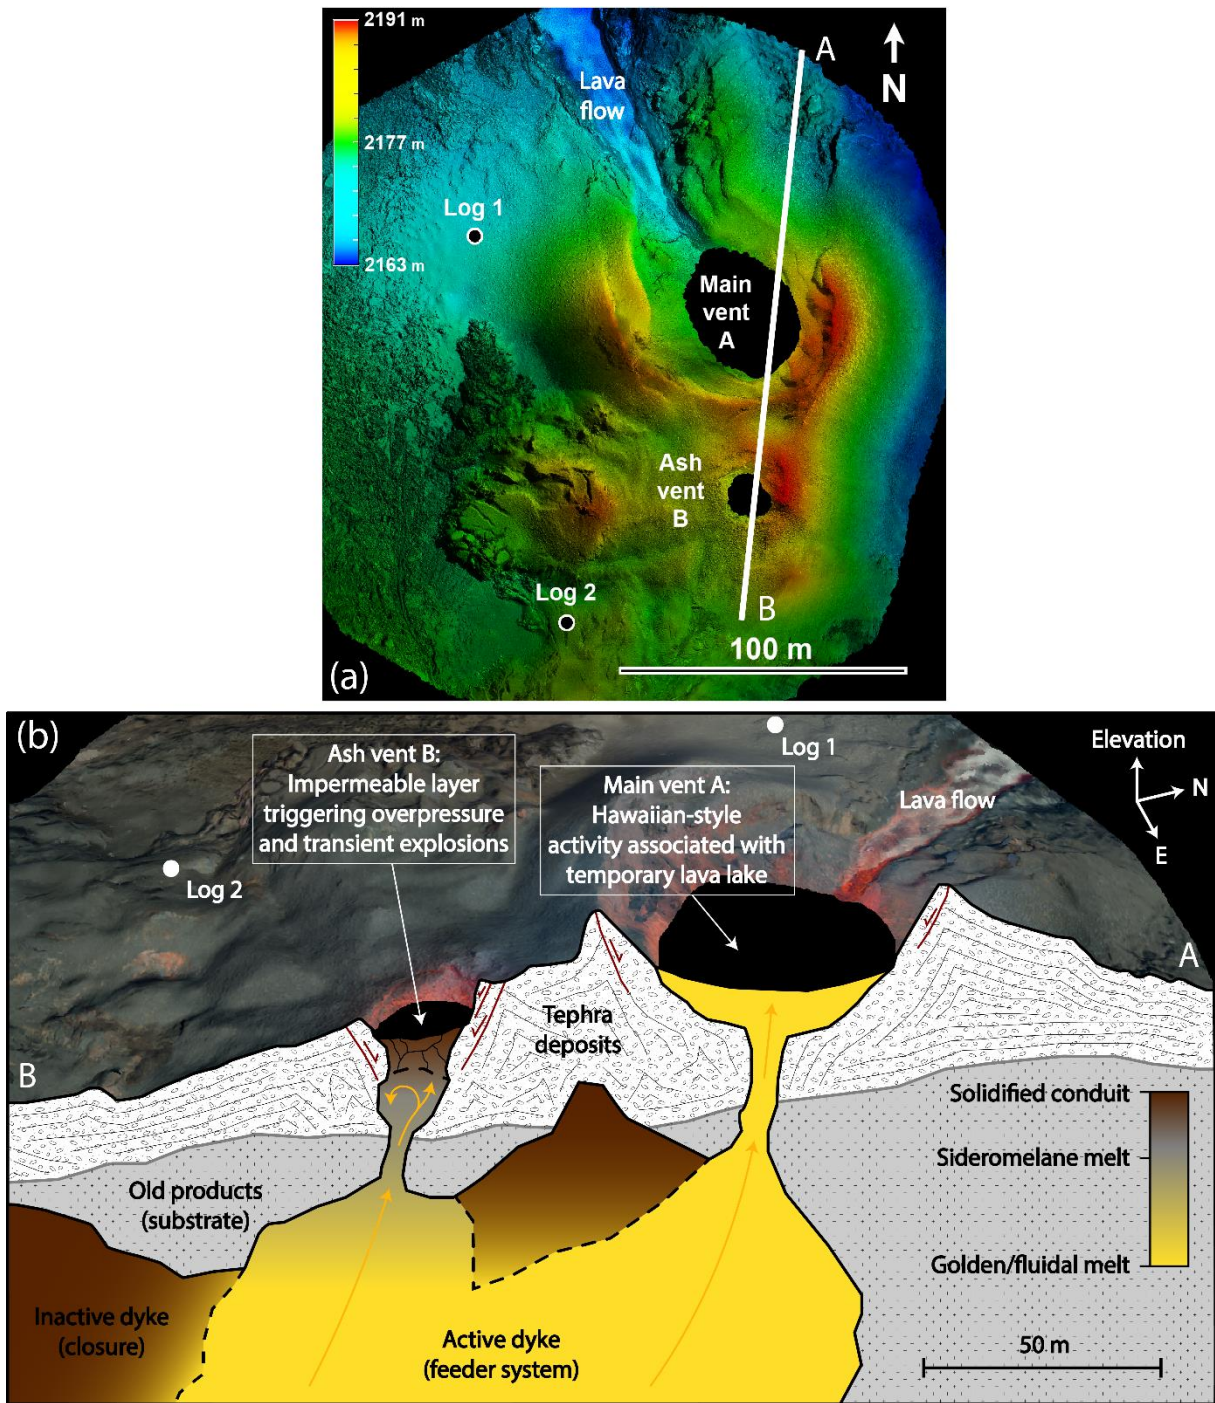 2191 m
A
N
Lava
flow
2177 m
Log 1
2163 m
Main
vent
A
Ash
vent
B
Log 2
B
100 m
(a)
(b)
Ash vent B:
Impermeable layer
triggering overpressure
and transient explosions
Log 1
Main vent A:
Hawaiian-style
activity associated with
temporary lava lake
Elevation
N
E
Lava flow
Log 2
A
Tephra
deposits
B
Solidified conduit
Sideromelane melt
Golden/fluidal melt
Old products
(substrate)
Inactive dyke
(closure)
Active dyke
(feeder system)
50 m